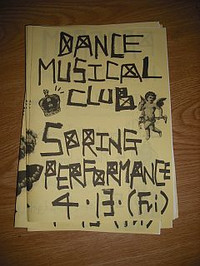 DANCE
MUSICAL
CLUB
SPRING
PERFORMANCE
4・13・(Fri)